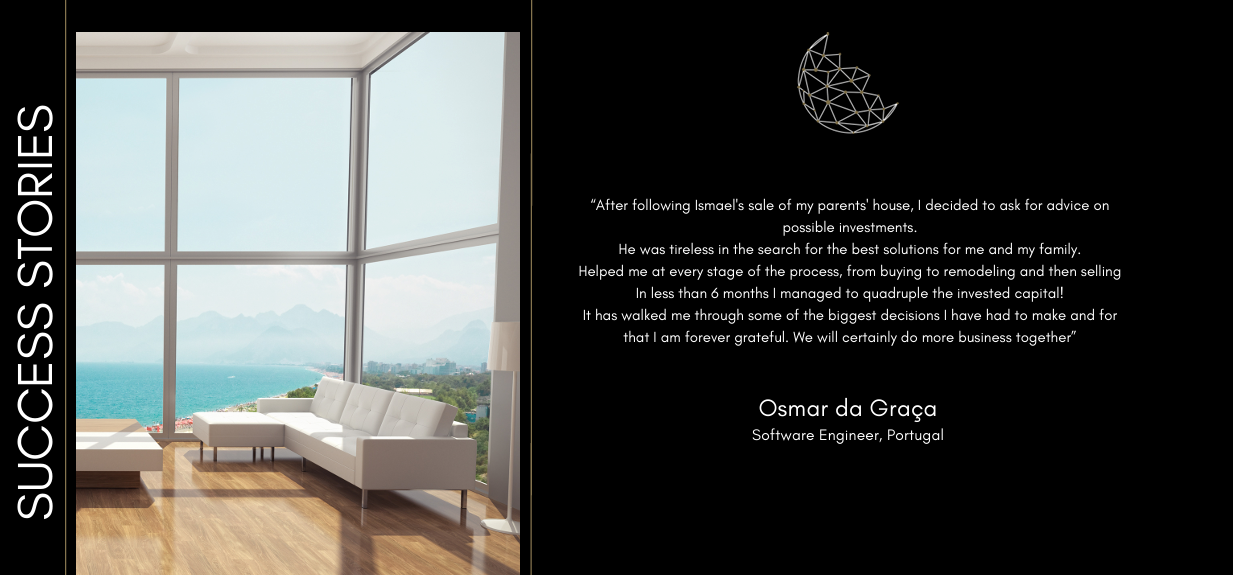 SUCCESS STORIES
“After following Ismael's sale of my parents' house, I decided to ask for advice on
possible investments.
He was tireless in the search for the best solutions for me and my family.
Helped me at every stage of the process, from buying to remodeling and then selling
In less than 6 months I managed to quadruple the invested capital!
It has walked me through some of the biggest decisions I have had to make and for
that I am forever grateful. We will certainly do more business together”
Osmar da Graça
Software Engineer, Portugal